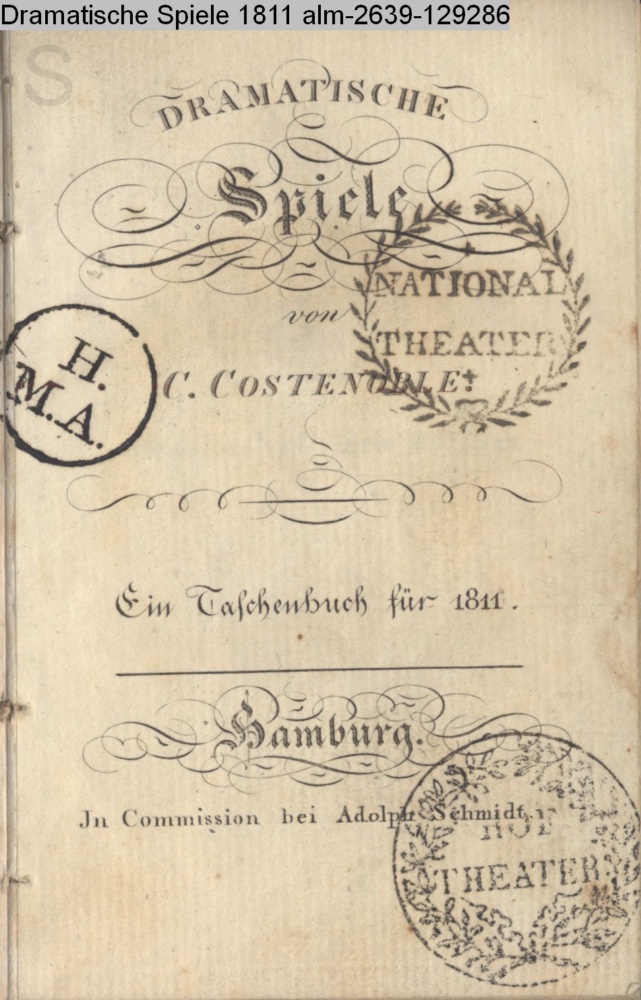 Dramatische Spiele 1811 alm-2639-129286
S
DRAMATISCHE
Spiele
von
C. COSTENOBLE.
NATIONAL
THEATER
H.
M.A.
Ein Taschenbuch für 1811.
Hamburg.
In Commission bei Adolph Schmidt.
HOF
THEATER